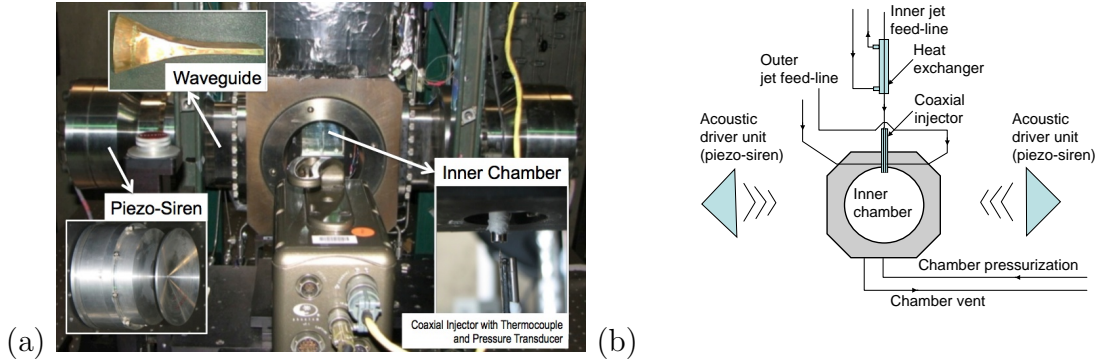 Waveguide
Piezo-Siren
Inner Chamber
Coaxial Injector with Thermocouple
and Pressure Transducer
(a)
Inner jet
feed-line
Heat
exchanger
Outer
jet feed-line
Coaxial
injector
Acoustic
driver unit
(piezo-siren)
Acoustic
driver unit
(piezo-siren)
Inner
chamber
Chamber pressurization
Chamber vent
(b)